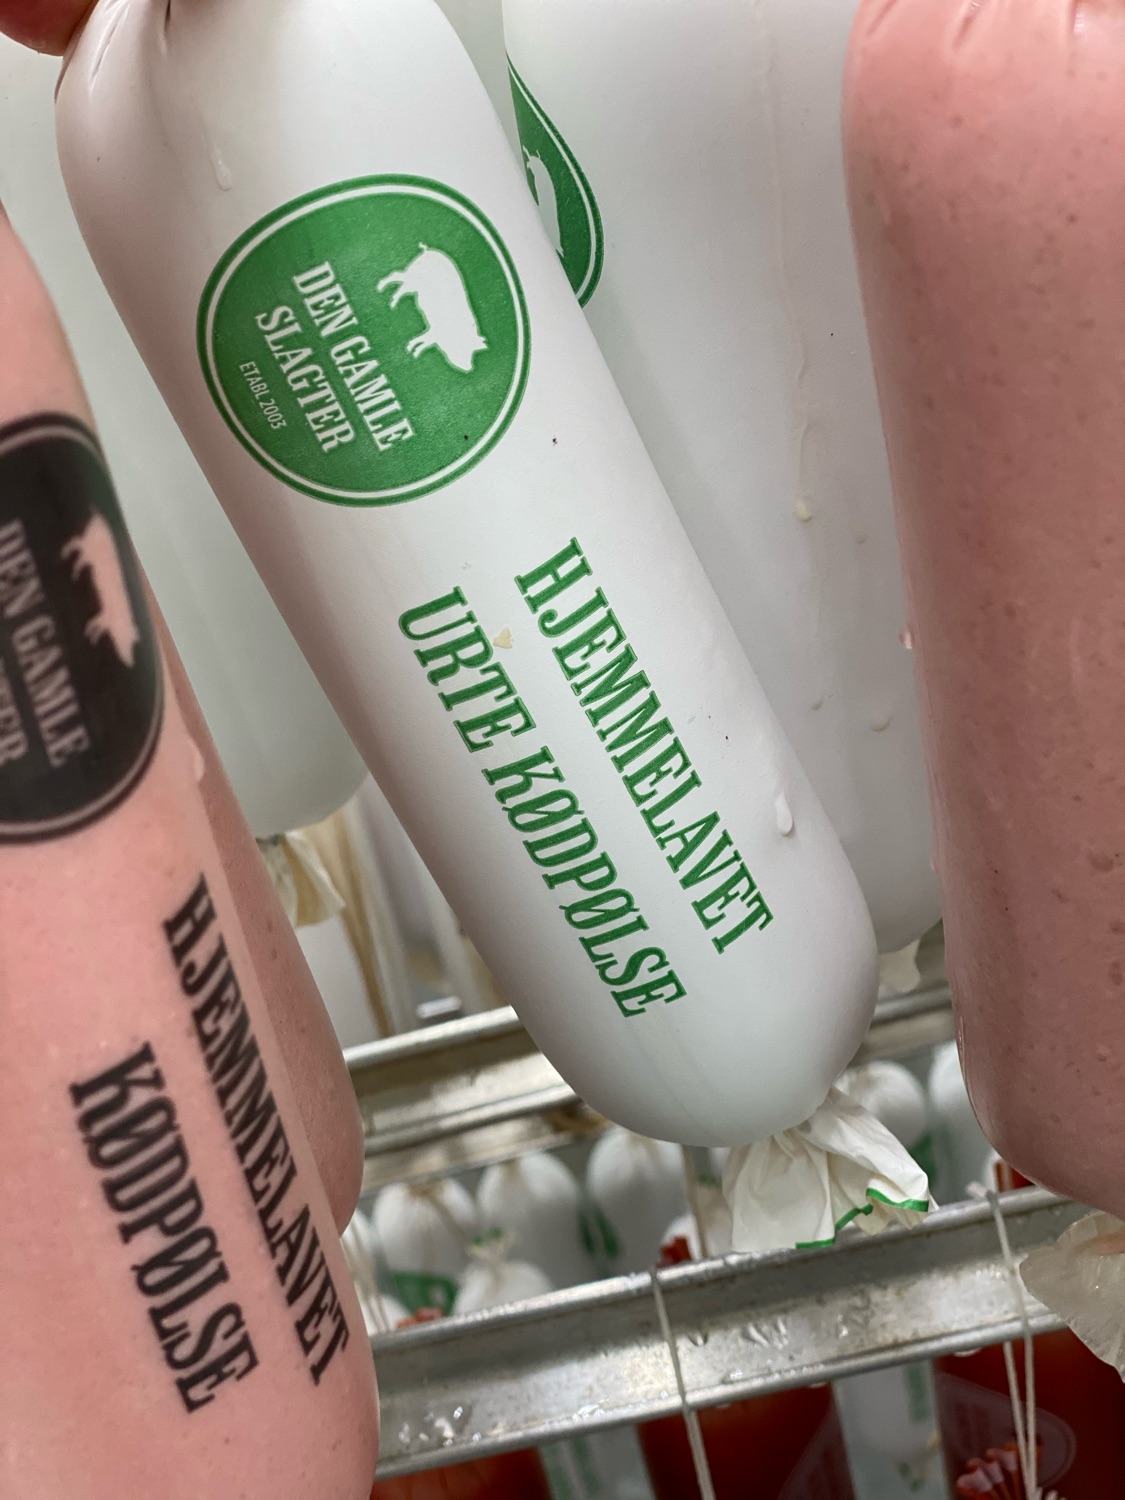 DEN GAMLE
SLAGTER
ETABL 2003
HJEMMELAVET
URTE KØDPØLSE
DEN GAMLE
HJEMMELAVET
KØDPØLSE